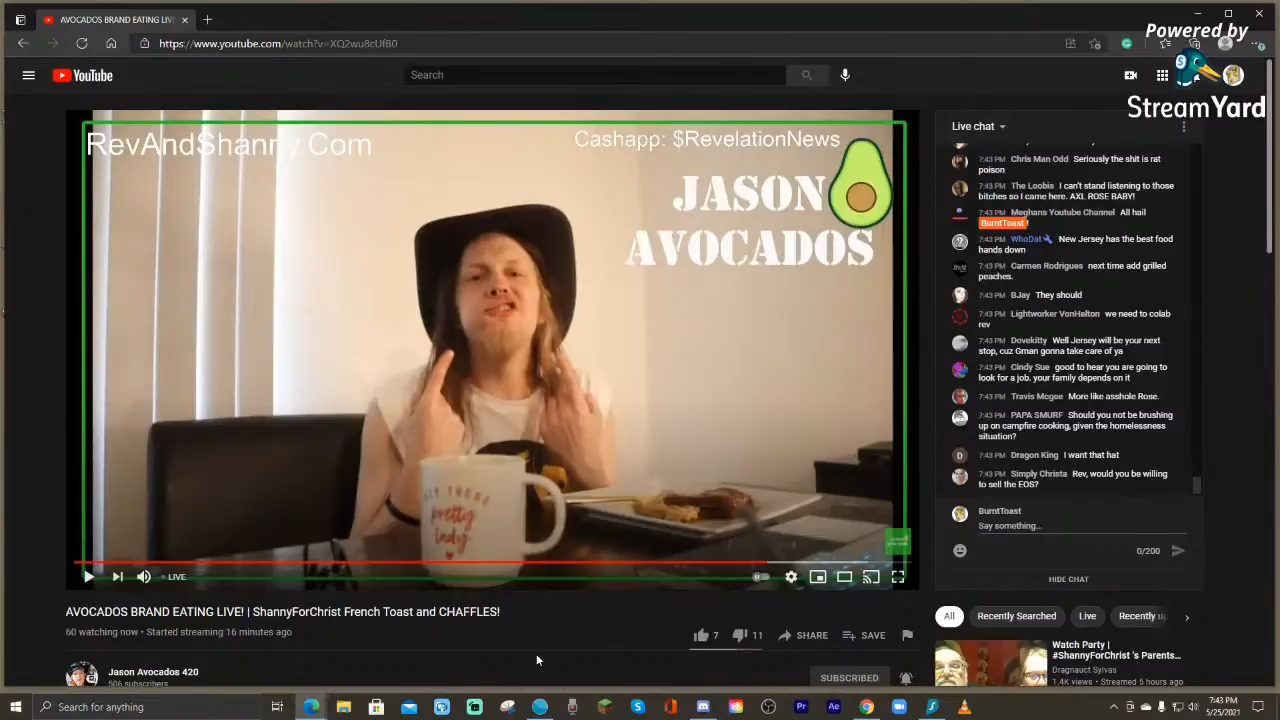 AVOCADOS BRAND EATING LIVE
https://www.youtube.com/watch?v=XQ2wu8cUfB0
Powered by
StreamYard
YouTube
Search
RevAndShanny.Com
Cashapp: $RevelationNews
JASON
AVOCADOS
HEY THERE
pretty
lady
LIVE
AVOCADOS BRAND EATING LIVE! | ShannyForChrist French Toast and CHAFFLES!
60 watching now • Started streaming 16 minutes ago
7
11
SHARE
SAVE
Jason Avocados 420
506 subscribers
SUBSCRIBED
Live chat
7:43 PM Chris Man Odd Seriously the shit is rat
poison
7:43 PM The Loobis I can't stand listening to those
bitches so I came here. AXL ROSE BABY!
7:43 PM Meghans Youtube Channel All hail
BurntToast !
7:43 PM WhoDat New Jersey has the best food
hands down
7:43 PM Carmen Rodrigues next time add grilled
peaches.
7:43 PM BJay They should
7:43 PM Lightworker VonHelton we need to colab
rev
7:43 PM Dovekitty Well Jersey will be your next
stop, cuz Gman gonna take care of ya
7:43 PM Cindy Sue good to hear you are going to
look for a job. your family depends on it
7:43 PM Travis Mcgee More like asshole Rose.
7:43 PM PAPA SMURF Should you not be brushing
up on campfire cooking, given the homelessness
situation?
D
7:43 PM Dragon King I want that hat
7:43 PM Simply Christa Rev, would you be willing
to sell the EOS?
BurntToast
Say something...
0/200
HIDE CHAT
All
Recently Searched
Live
Recently u
Watch Party |
#ShannyForChrist 's Parents...
Dragnauct Sylvas
1.4K views • Streamed 5 hours ago
Search for anything
7:43 PM
5/25/2021